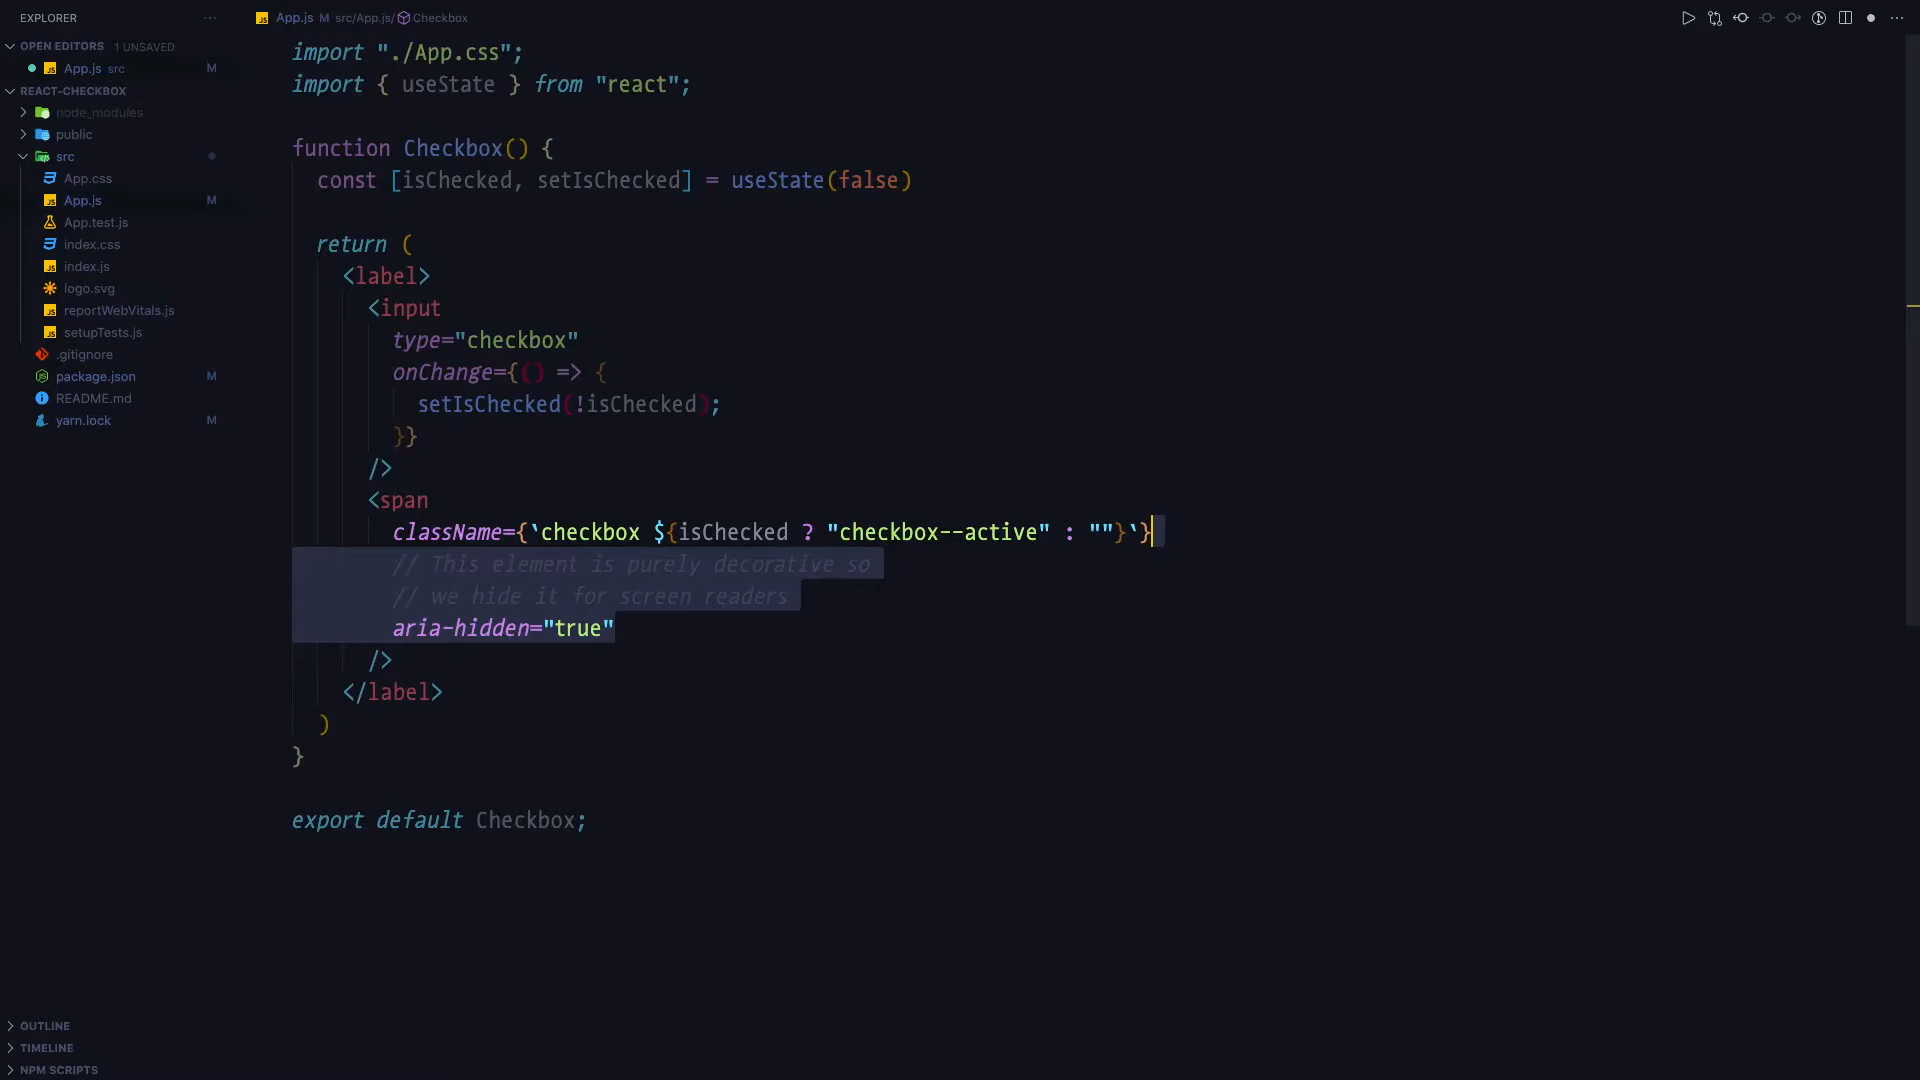 EXPLORER
App.js M src/App.js/ Checkbox
OPEN EDITORS 1 UNSAVED
App.js src M
REACT-CHECKBOX
node_modules
public
src
App.css
App.js M
App.test.js
index.css
index.js
logo.svg
reportWebVitals.js
setupTests.js
.gitignore
package.json M
README.md
yarn.lock M
OUTLINE
TIMELINE
NPM SCRIPTS
import "./App.css";
import { useState } from "react";
function Checkbox() {
const [isChecked, setIsChecked] = useState(false)
return (
<label>
<input
type="checkbox"
onChange={() => {
setIsChecked(!isChecked);
}}
/>
<span
className={`checkbox ${isChecked ? "checkbox--active" : ""}`}
// This element is purely decorative so
// we hide it for screen readers
aria-hidden="true"
/>
</label>
)
}
export default Checkbox;